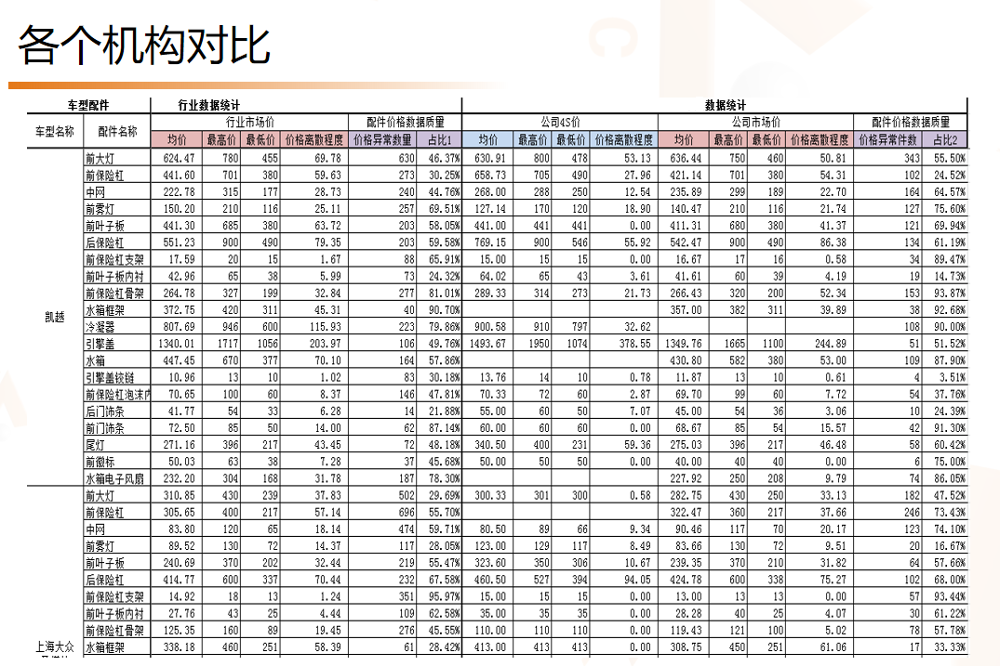 各个机构对比
车型配件 行业数据统计 数据统计
车型名称 配件名称 行业市场价 配件价格数据质量 公司4S价 公司市场价 配件价格数据质量
均价 最高价 最低价 价格离散程度 价格异常数量 占比1 均价 最高价 最低价 价格离散程度 均价 最高价 最低价 价格离散程度 价格异常件数 占比2
前大灯 624.47 780 455 69.78 630 46.37% 630.91 800 478 53.13 636.44 750 460 50.81 343 55.50%
前保险杠 441.60 701 380 59.63 273 30.25% 658.73 705 490 27.96 421.14 701 380 54.31 102 24.52%
中网 222.78 315 177 28.73 240 44.76% 268.00 288 250 12.54 235.89 299 189 22.70 164 64.57%
前雾灯 150.20 210 116 25.11 257 69.51% 127.14 170 120 18.90 140.47 210 116 21.74 127 75.60%
前叶子板 441.30 685 380 63.72 203 58.05% 441.00 441 441 0.00 411.31 680 380 41.37 121 69.94%
后保险杠 551.23 900 490 79.35 203 59.58% 769.15 900 546 55.92 542.47 900 490 86.38 134 61.19%
前保险杠支架 17.59 20 15 1.67 88 65.91% 15.00 15 15 0.00 16.67 17 16 0.58 34 89.47%
前叶子板内衬 42.96 65 38 5.99 73 24.32% 64.02 65 43 3.61 41.61 60 39 4.19 19 14.73%
前保险杠骨架 264.78 327 199 32.84 277 81.01% 289.33 314 273 21.73 266.43 320 200 52.34 153 93.87%
凯越 水箱框架 372.75 420 311 45.31 40 90.70% 357.00 382 311 39.89 38 92.68%
冷凝器 807.69 946 600 115.93 223 79.86% 900.58 910 797 32.62 108 90.00%
引擎盖 1340.01 1717 1056 203.97 106 49.76% 1493.67 1950 1074 378.55 1349.76 1665 1100 244.89 51 51.52%
水箱 447.45 670 377 70.10 164 57.86% 430.80 582 380 53.00 109 87.90%
引擎盖铰链 10.96 13 10 1.02 83 30.18% 13.76 14 10 0.78 11.87 13 10 0.61 4 3.51%
前保险杠泡沫 70.65 100 60 8.37 146 47.81% 70.33 72 60 2.87 69.70 99 60 7.72 54 37.76%
后门饰条 41.77 54 33 6.28 14 21.88% 55.00 60 50 7.07 45.00 54 36 3.06 10 24.39%
前门饰条 72.50 85 50 14.00 62 87.14% 60.00 60 60 0.00 68.67 85 54 15.57 42 91.30%
尾灯 271.16 396 217 43.45 72 48.18% 340.50 400 231 59.36 275.03 396 217 46.48 58 60.42%
前徽标 50.03 63 38 7.28 37 45.68% 50.00 50 50 0.00 40.00 40 40 0.00 6 75.00%
水箱电子风扇 232.20 304 168 31.78 187 78.30% 227.92 250 208 9.79 74 86.05%
前大灯 310.85 430 239 37.83 502 29.69% 300.33 301 300 0.58 282.75 430 250 33.13 182 47.52%
前保险杠 305.65 400 217 57.14 696 55.70% 322.47 360 217 37.66 246 73.43%
中网 83.80 120 65 18.14 474 59.71% 80.50 89 66 9.34 90.46 117 70 20.17 123 74.10%
前雾灯 89.52 130 72 14.37 117 28.05% 123.00 129 117 8.49 83.66 130 72 9.51 20 16.67%
前叶子板 240.69 370 202 32.44 219 55.47% 323.60 350 306 10.67 239.35 370 210 31.82 64 57.66%
后保险杠 414.77 600 337 70.44 232 67.58% 460.50 527 394 94.05 424.78 600 338 75.27 102 68.00%
前保险杠支架 14.92 18 13 1.24 351 95.97% 15.00 15 15 0.00 13.00 13 13 0.00 57 93.44%
前叶子板内衬 27.76 43 25 4.44 109 62.58% 35.00 35 35 0.00 28.28 40 25 4.07 30 61.22%
前保险杠骨架 125.35 160 89 19.45 276 45.55% 110.00 110 110 0.00 119.43 121 100 5.02 78 57.78%
上海大众 水箱框架 338.18 460 251 58.39 61 28.42% 413.00 413 413 0.00 308.75 450 251 61.06 17 33.33%